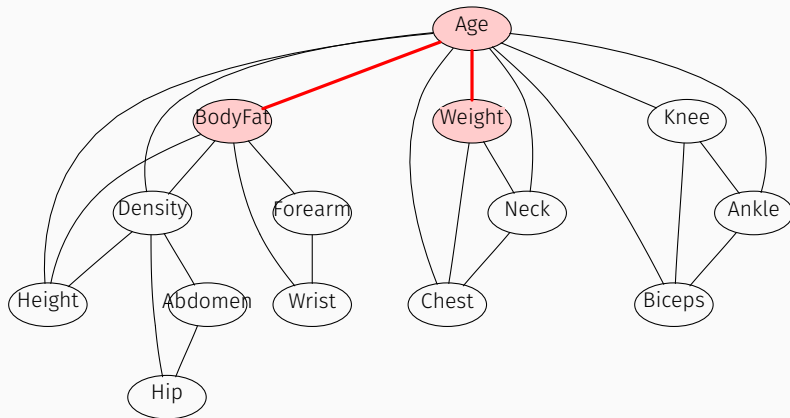 Age
BodyFat
Weight
Knee
Density
Forearm
Neck
Ankle
Height
Abdomen
Wrist
Chest
Biceps
Hip